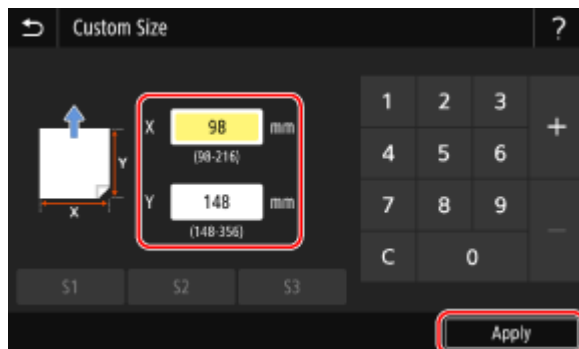 Custom Size
?
X 98 mm
(98-216)
Y 148 mm
(148-356)
Y
X
S1 S2 S3
1 2 3 +
4 5 6
7 8 9 −
C 0
Apply